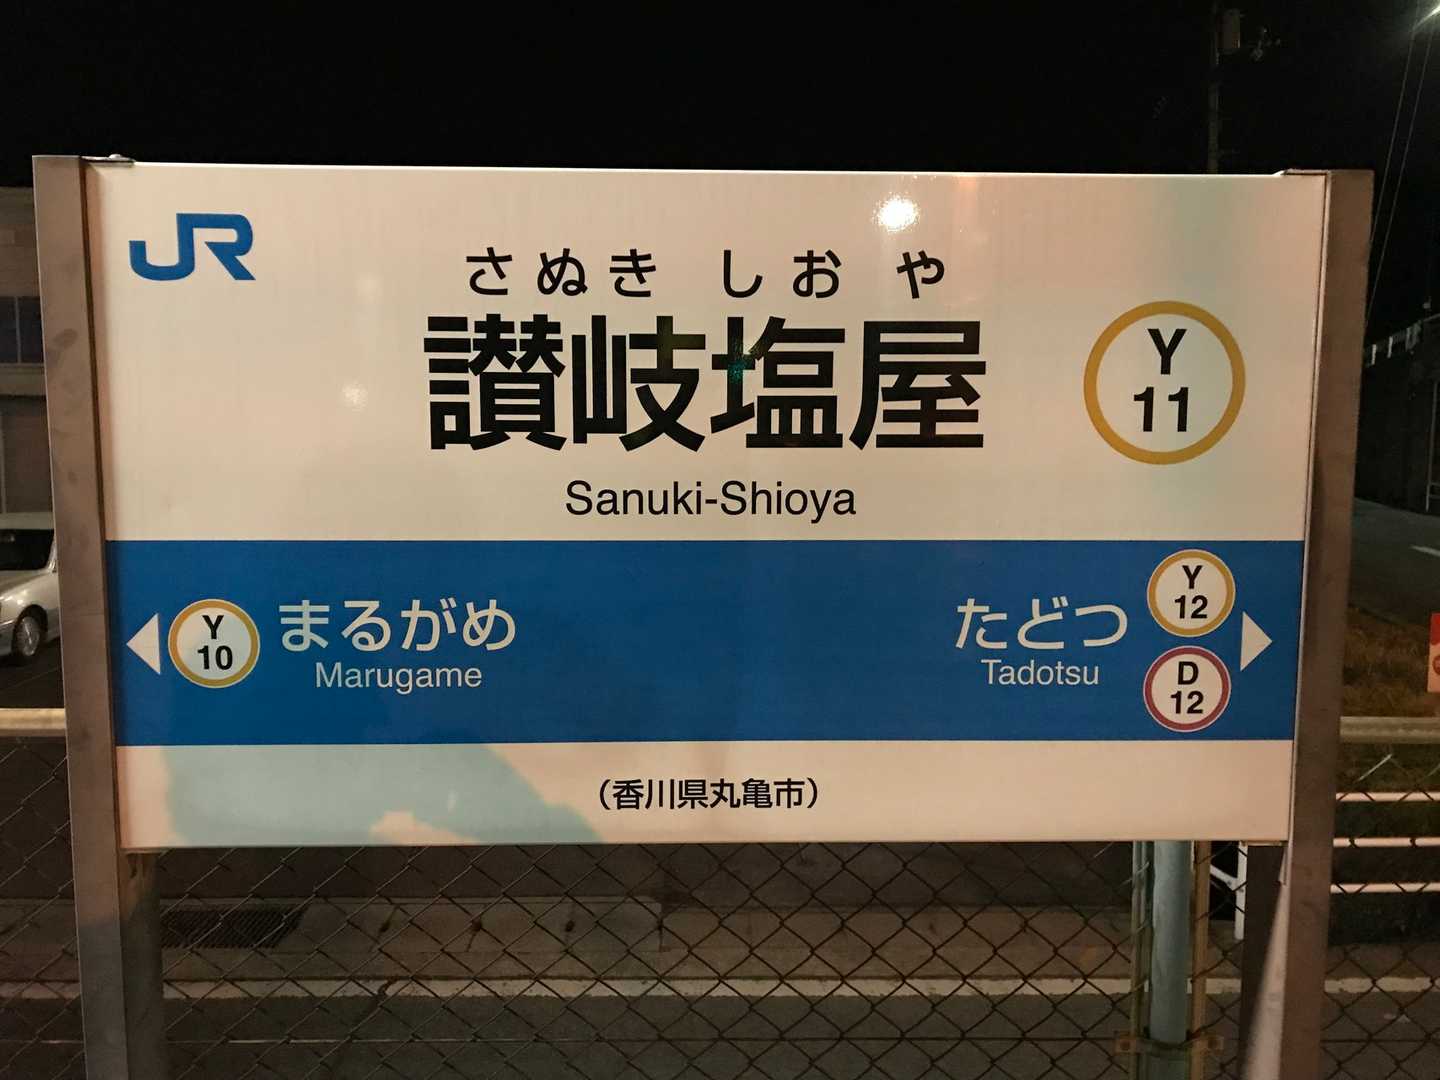 JR
さぬき しお や
讃岐塩屋
Sanuki-Shioya
Y
11
Y
10
まるがめ
Marugame
たどつ
Tadotsu
Y
12
D
12
（香川県丸亀市）